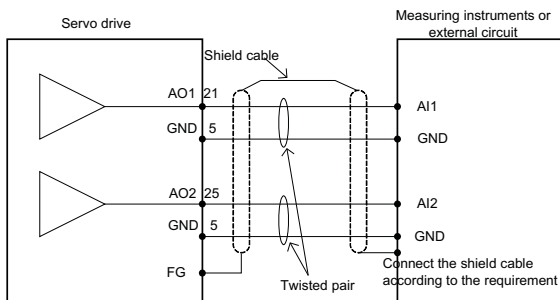 Servo drive
Measuring instruments or
external circuit
Shield cable
AO1 21
AI1
GND 5
GND
AO2 25
AI2
GND 5
GND
FG
Twisted pair
Connect the shield cable
according to the requirement